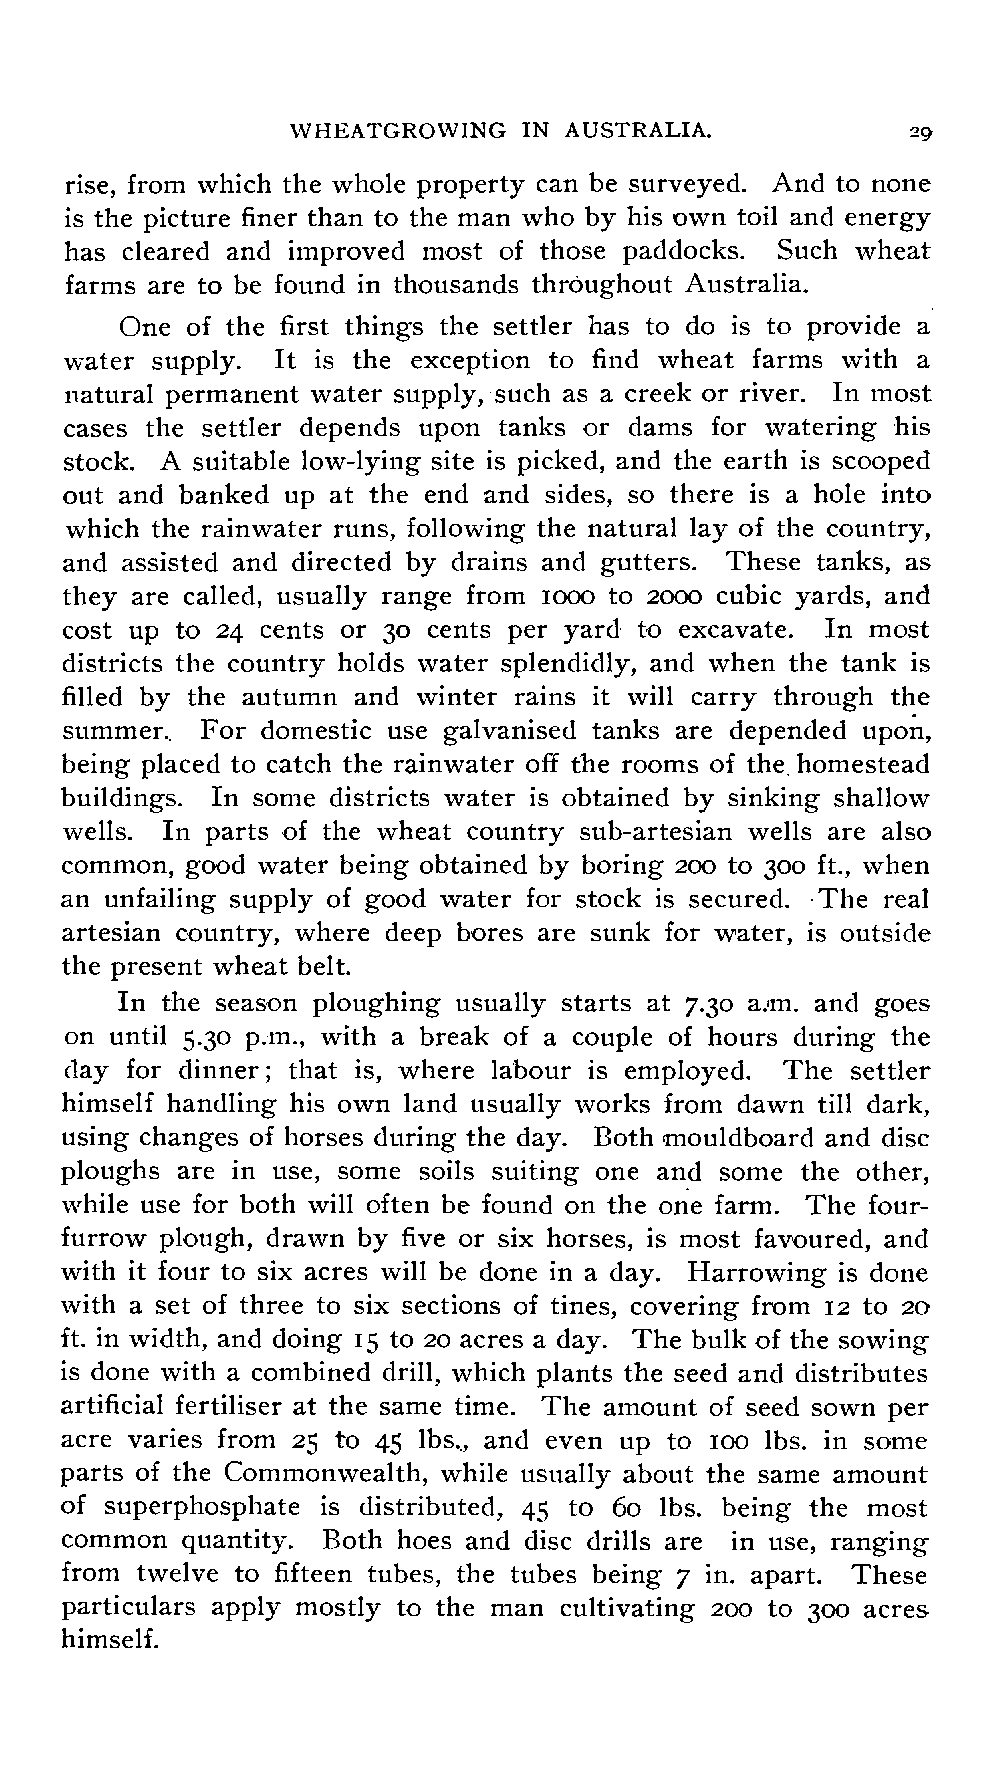 WHEATGROWING IN AUSTRALIA. 29
rise, from which the whole property can be surveyed. And to none
is the picture finer than to the man who by his own toil and energy
has cleared and improved most of those paddocks. Such wheat
farms are to be found in thousands throughout Australia.
One of the first things the settler has to do is to provide a
water supply. It is the exception to find wheat farms with a
natural permanent water supply, such as a creek or river. In most
cases the settler depends upon tanks or dams for watering his
stock. A suitable low-lying site is picked, and the earth is scooped
out and banked up at the end and sides, so there is a hole into
which the rainwater runs, following the natural lay of the country,
and assisted and directed by drains and gutters. These tanks, as
they are called, usually range from 1000 to 2000 cubic yards, and
cost up to 24 cents or 30 cents per yard to excavate. In most
districts the country holds water splendidly, and when the tank is
filled by the autumn and winter rains it will carry through the
summer. For domestic use galvanised tanks are depended upon,
being placed to catch the rainwater off the rooms of the homestead
buildings. In some districts water is obtained by sinking shallow
wells. In parts of the wheat country sub-artesian wells are also
common, good water being obtained by boring 200 to 300 ft., when
an unfailing supply of good water for stock is secured. The real
artesian country, where deep bores are sunk for water, is outside
the present wheat belt.
In the season ploughing usually starts at 7.30 a.m. and goes
on until 5.30 p.m., with a break of a couple of hours during the
day for dinner; that is, where labour is employed. The settler
himself handling his own land usually works from dawn till dark,
using changes of horses during the day. Both mouldboard and disc
ploughs are in use, some soils suiting one and some the other,
while use for both will often be found on the one farm. The four-
furrow plough, drawn by five or six horses, is most favoured, and
with it four to six acres will be done in a day. Harrowing is done
with a set of three to six sections of tines, covering from 12 to 20
ft. in width, and doing 15 to 20 acres a day. The bulk of the sowing
is done with a combined drill, which plants the seed and distributes
artificial fertiliser at the same time. The amount of seed sown per
acre varies from 25 to 45 lbs., and even up to 100 lbs. in some
parts of the Commonwealth, while usually about the same amount
of superphosphate is distributed, 45 to 60 lbs. being the most
common quantity. Both hoes and disc drills are in use, ranging
from twelve to fifteen tubes, the tubes being 7 in. apart. These
particulars apply mostly to the man cultivating 200 to 300 acres
himself.